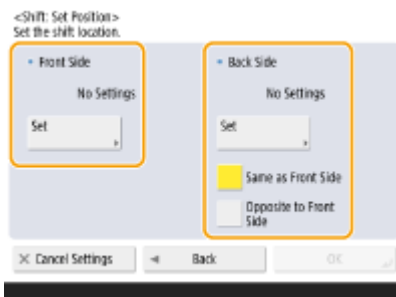 <Shift: Set Position>
Set the shift location.
• Front Side
No Settings
Set
• Back Side
No Settings
Set
Same as Front Side
Opposite to Front
Side
× Cancel Settings
◄ Back
OK